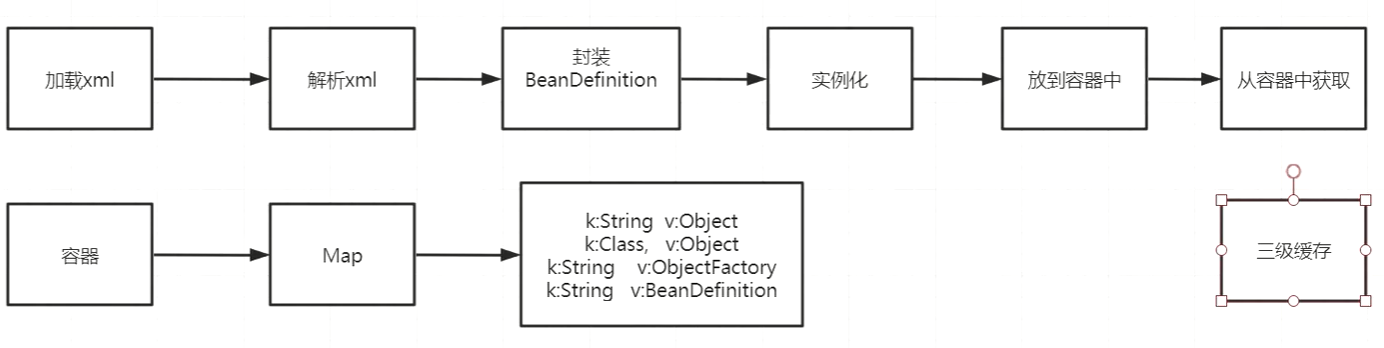 加载xml
解析xml
封装
BeanDefinition
实例化
放到容器中
从容器中获取
容器
Map
k:String v:Object
k:Class, v:Object
k:String v:ObjectFactory
k:String v:BeanDefinition
三级缓存